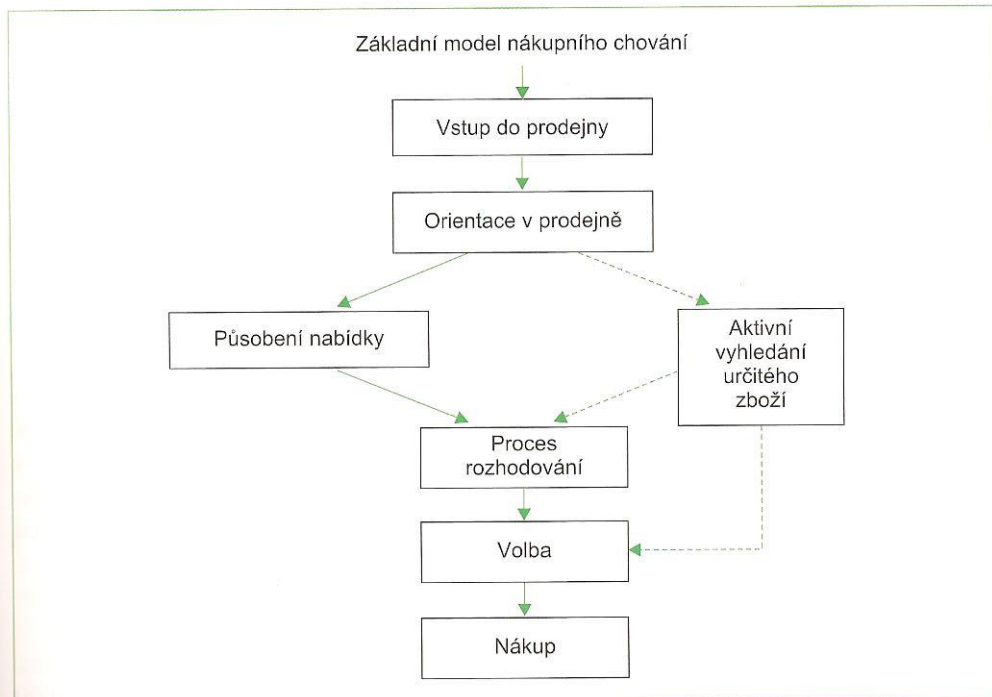 Základní model nákupního chování
Vstup do prodejny
Orientace v prodejně
Působení nabídky
Aktivní
vyhledání
určitého
zboží
Proces
rozhodování
Volba
Nákup